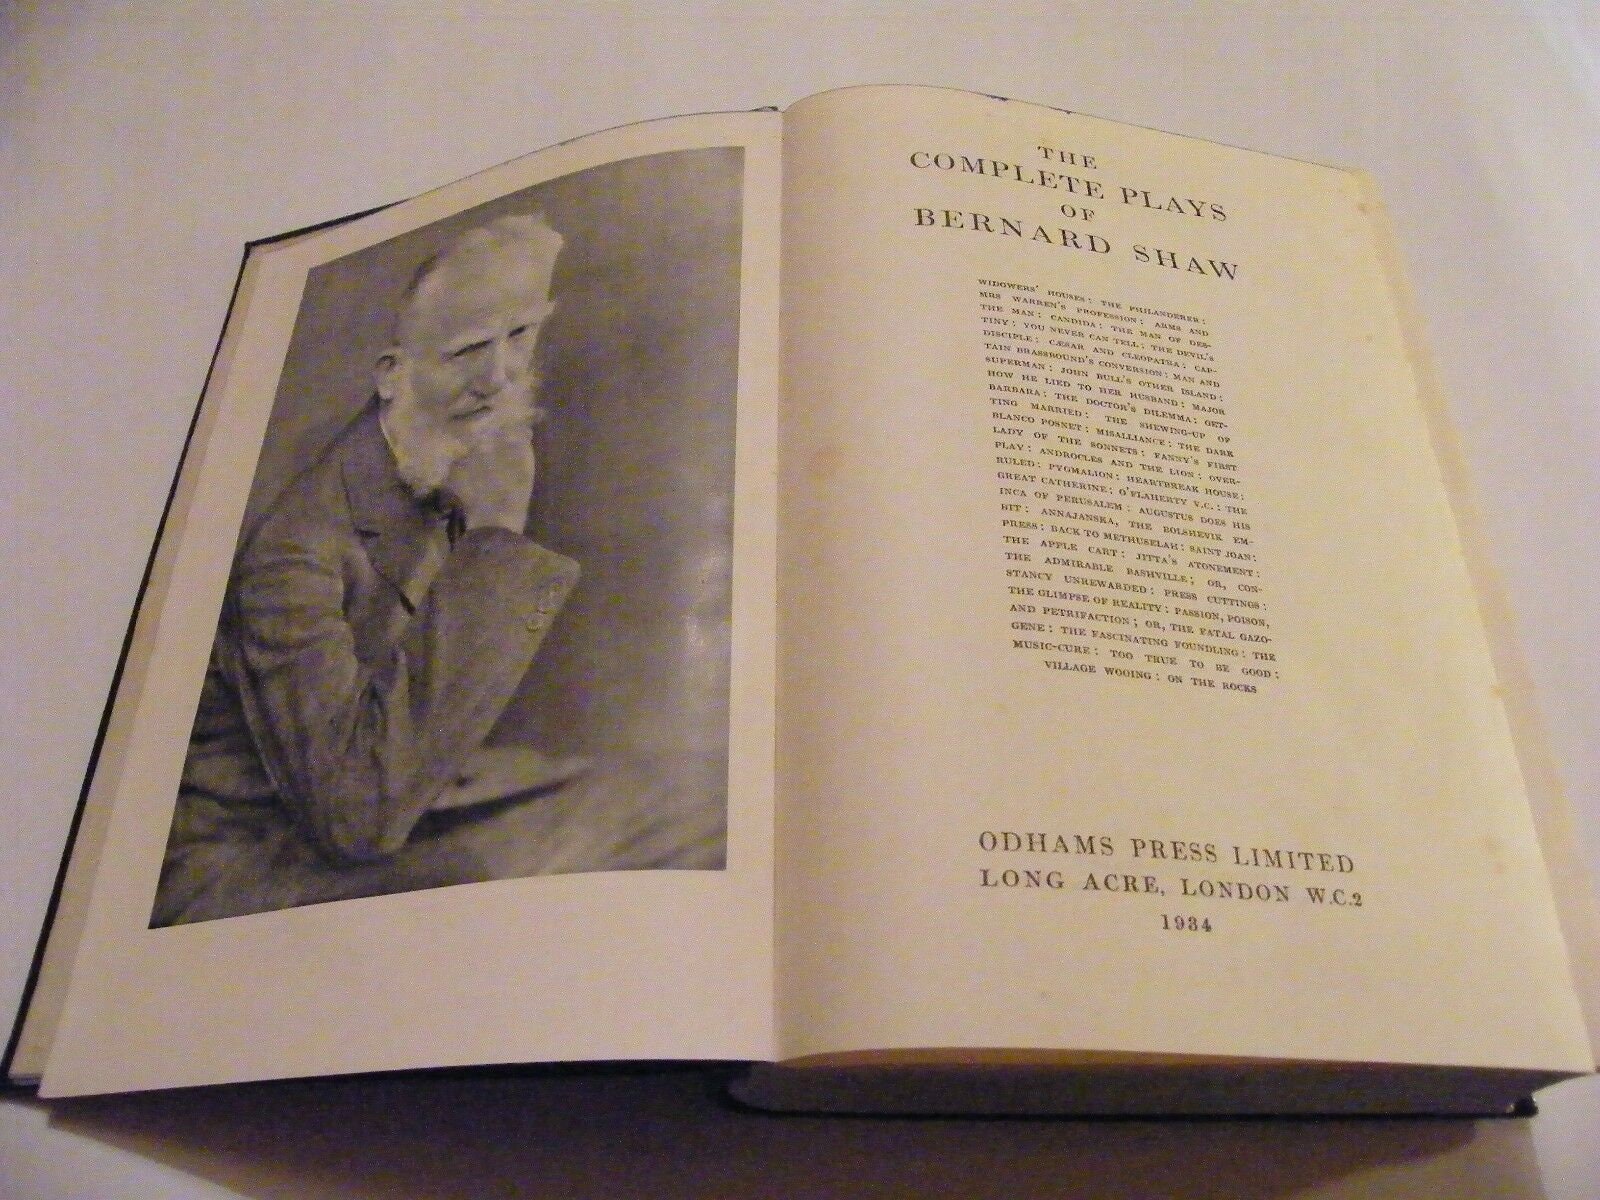 THE
COMPLETE PLAYS
OF
BERNARD SHAW
WIDOWERS' HOUSES: THE PHILANDERER:
MRS WARREN'S PROFESSION: ARMS AND
THE MAN: CANDIDA: THE MAN OF DES-
TINY: YOU NEVER CAN TELL: THE DEVIL'S
DISCIPLE: CÆSAR AND CLEOPATRA: CAP-
TAIN BRASSBOUND'S CONVERSION: MAN AND
SUPERMAN: JOHN BULL'S OTHER ISLAND:
HOW HE LIED TO HER HUSBAND: MAJOR
BARBARA: THE DOCTOR'S DILEMMA: GET-
TING MARRIED: THE SHEWING-UP OF
BLANCO POSNET: MISALLIANCE: THE DARK
LADY OF THE SONNETS: FANNY'S FIRST
PLAY: ANDROCLES AND THE LION: OVER-
RULED: PYGMALION: HEARTBREAK HOUSE:
GREAT CATHERINE: O'FLAHERTY V.C.: THE
INCA OF PERUSALEM: AUGUSTUS DOES HIS
BIT: ANNAJANSKA, THE BOLSHEVIK EM-
PRESS: BACK TO METHUSELAH: SAINT JOAN:
THE APPLE CART: JITTA'S ATONEMENT:
THE ADMIRABLE BASHVILLE; OR, CON-
STANCY UNREWARDED: PRESS CUTTINGS:
THE GLIMPSE OF REALITY: PASSION, POISON,
AND PETRIFACTION; OR, THE FATAL GAZO-
GENE: THE FASCINATING FOUNDLING: THE
MUSIC-CURE: TOO TRUE TO BE GOOD:
VILLAGE WOOING: ON THE ROCKS
ODHAMS PRESS LIMITED
LONG ACRE, LONDON W.C.2
1934